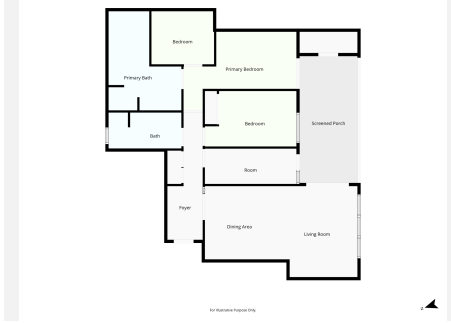 Bedroom
Primary Bedroom
Primary Bath
Bedroom
Screened Porch
Bath
Room
Foyer
Dining Area
Living Room
For Illustrative Purpose Only